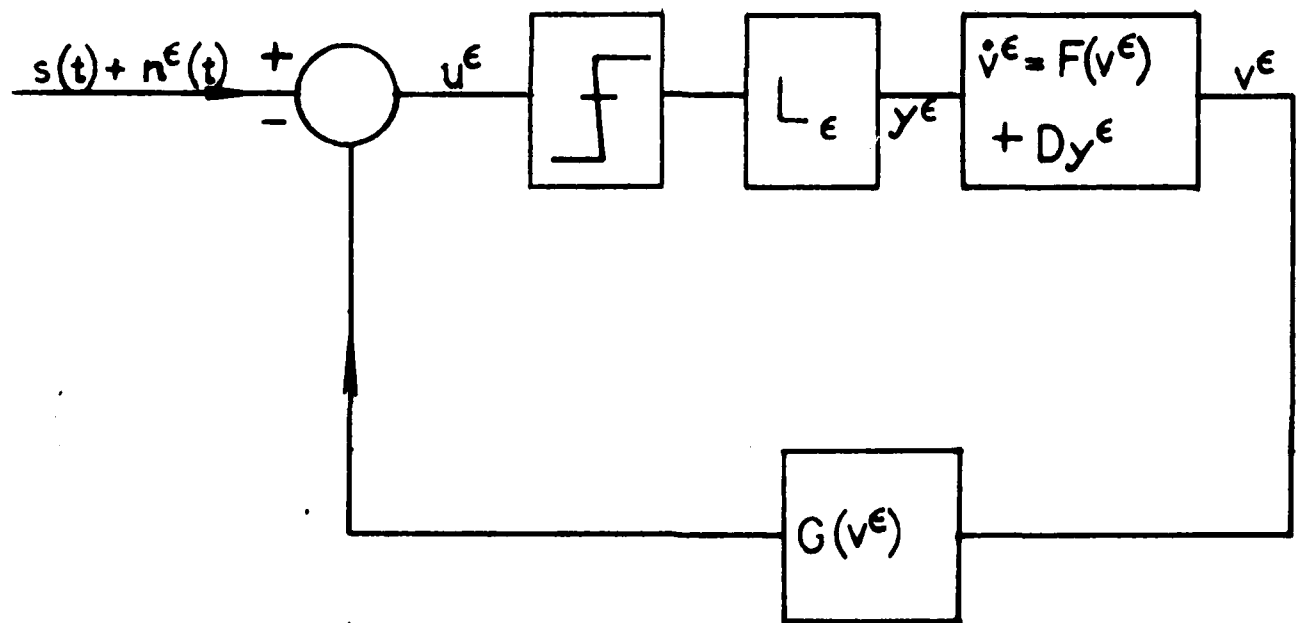 s(t) + n^ε(t)
+
-
u^ε
L_ε
y^ε
v̇^ε = F(v^ε)
+ Dy^ε
v^ε
G(v^ε)